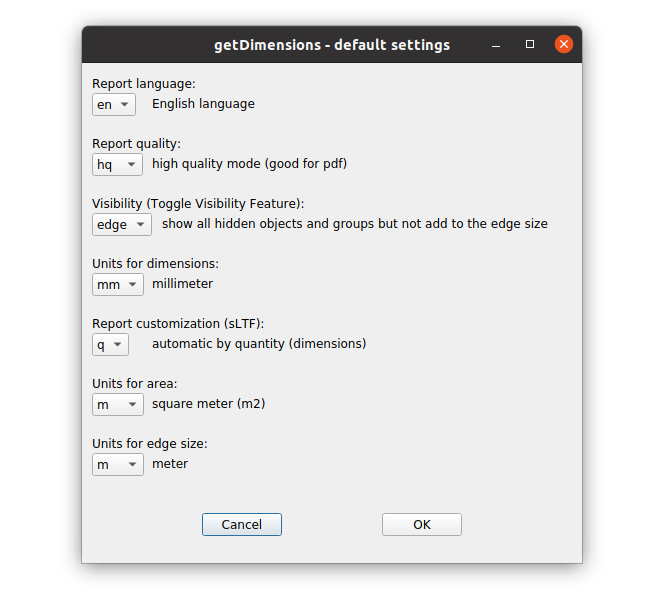 getDimensions - default settings
Report language:
en English language
Report quality:
hq high quality mode (good for pdf)
Visibility (Toggle Visibility Feature):
edge show all hidden objects and groups but not add to the edge size
Units for dimensions:
mm millimeter
Report customization (sLTF):
q automatic by quantity (dimensions)
Units for area:
m square meter (m2)
Units for edge size:
m meter
Cancel OK